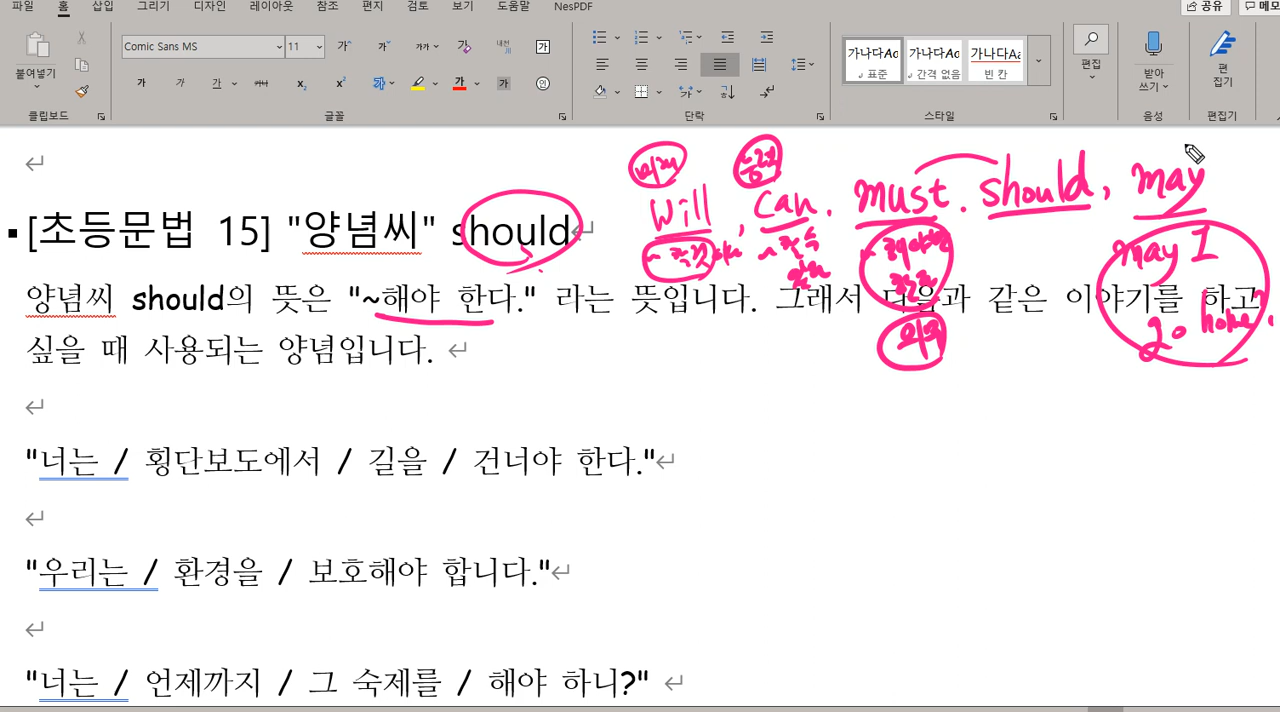 파일 홈 삽입 그리기 디자인 레이아웃 참조 편지 검토 보기 도움말 NesPDF 공유 메모
Comic Sans MS 11
붙여넣기
가나다Aa 가나다Aa 가나다Aa
표준 간격 없음 빈 칸
편집
받아쓰기
편집기
클립보드 글꼴 단락 스타일 음성 편집기
미래 능력
will, can. must. should, may
~할것이다 ~할수 있다 ~해야만 한다 may I go home?
의무
[초등문법 15] "양념씨" should
양념씨 should의 뜻은 "~해야 한다." 라는 뜻입니다. 그래서 다음과 같은 이야기를 하고
싶을 때 사용되는 양념입니다.
"너는 / 횡단보도에서 / 길을 / 건너야 한다."
"우리는 / 환경을 / 보호해야 합니다."
"너는 / 언제까지 / 그 숙제를 / 해야 하니?"